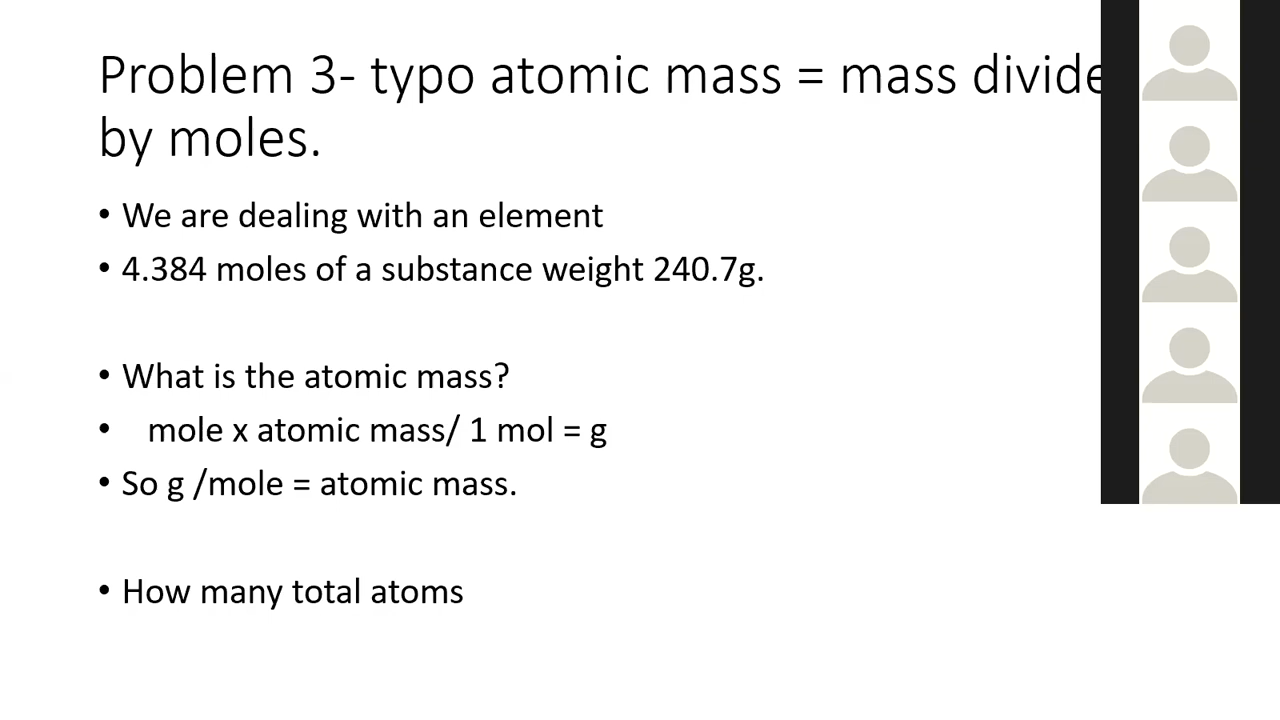 Problem 3- typo atomic mass = mass divide
by moles.
• We are dealing with an element
• 4.384 moles of a substance weight 240.7g.
• What is the atomic mass?
• mole x atomic mass/ 1 mol = g
• So g /mole = atomic mass.
• How many total atoms